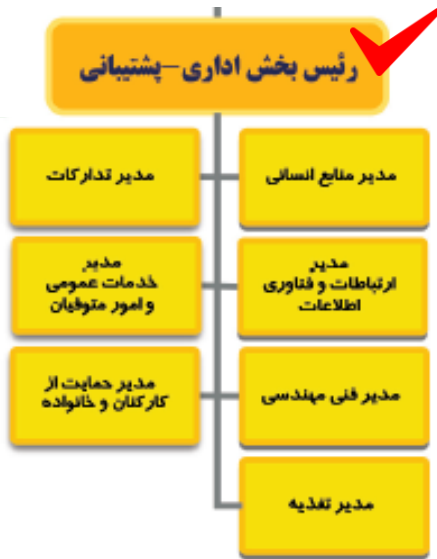 رئیس بخش اداری-پشتیبانی
مدیر منابع انسانی
مدیر تدارکات
مدیر
ارتباطات و فناوری
اطلاعات
مدیر
خدمات عمومی
و امور متوفیان
مدیر فنی مهندسی
مدیر حمایت از
کارکنان و خانواده
مدیر تغذیه